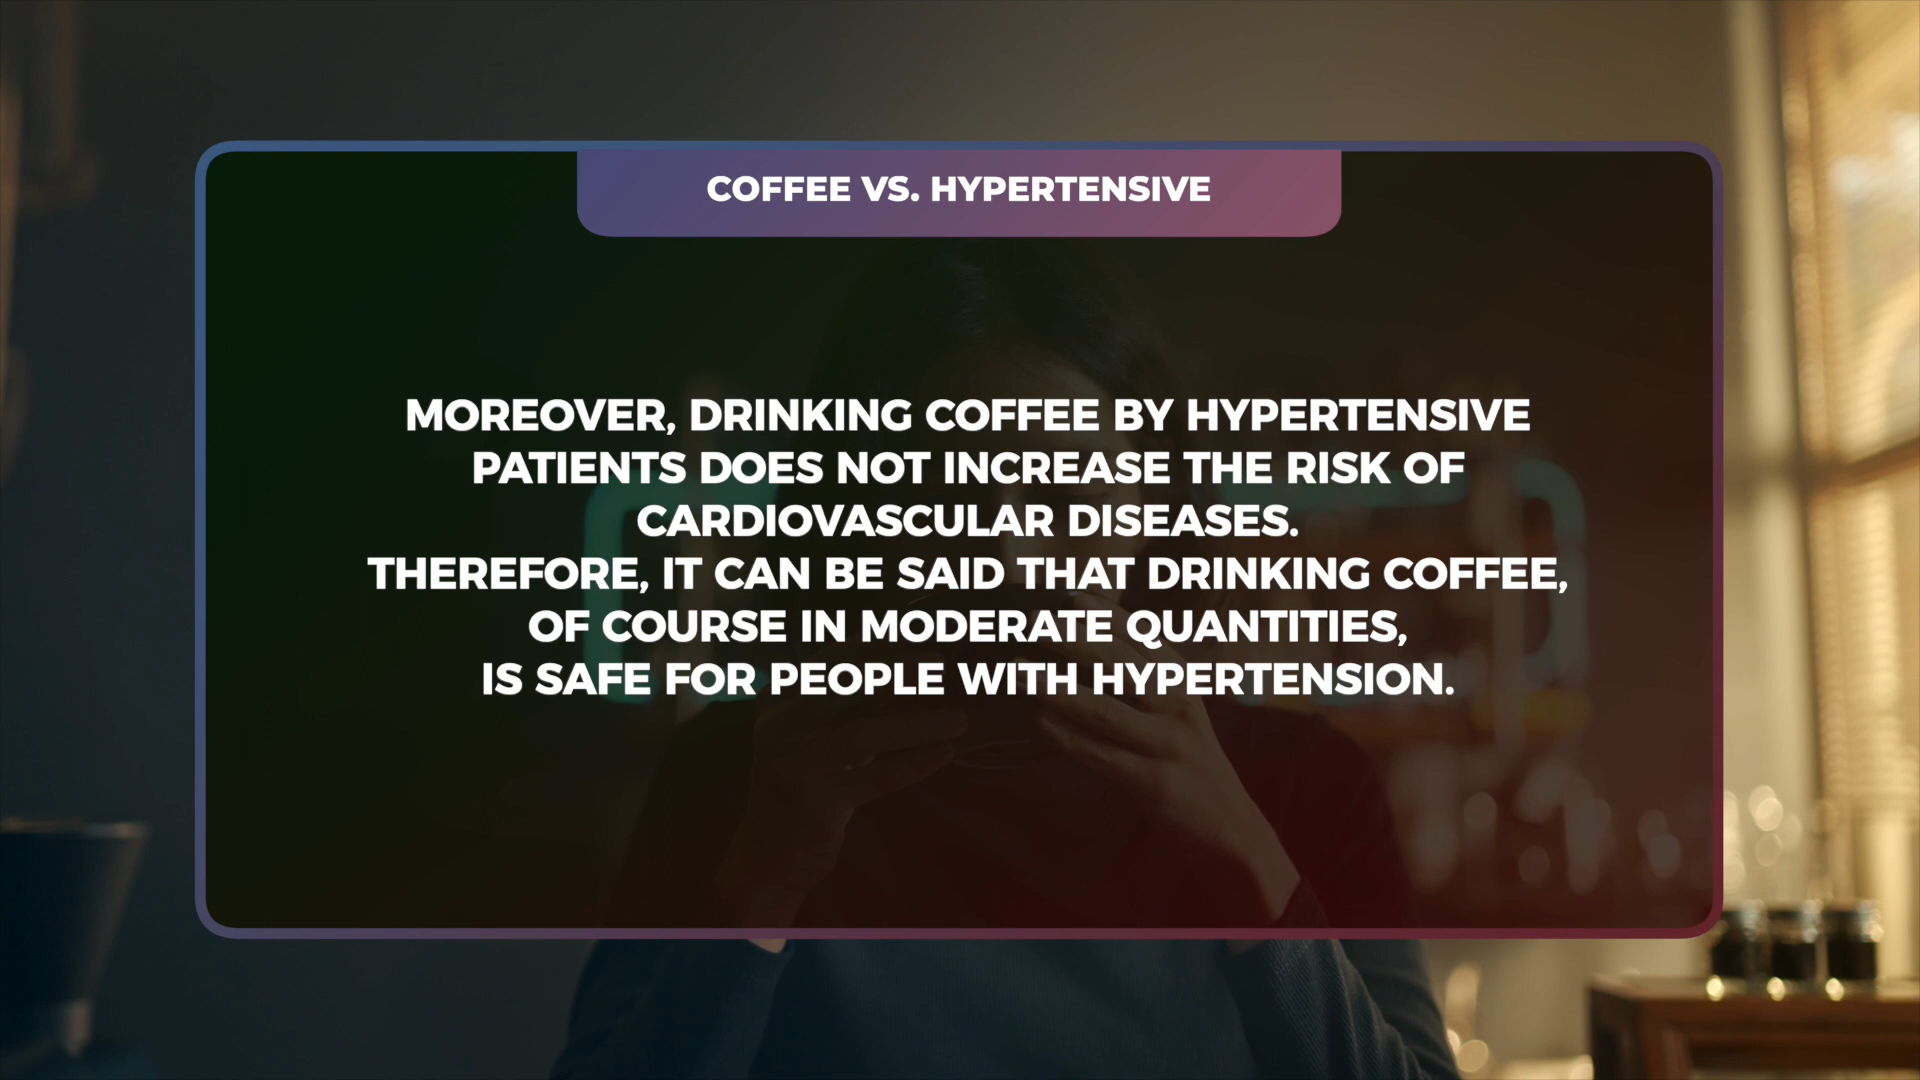 COFFEE VS. HYPERTENSIVE
MOREOVER, DRINKING COFFEE BY HYPERTENSIVE
PATIENTS DOES NOT INCREASE THE RISK OF
CARDIOVASCULAR DISEASES.
THEREFORE, IT CAN BE SAID THAT DRINKING COFFEE,
OF COURSE IN MODERATE QUANTITIES,
IS SAFE FOR PEOPLE WITH HYPERTENSION.